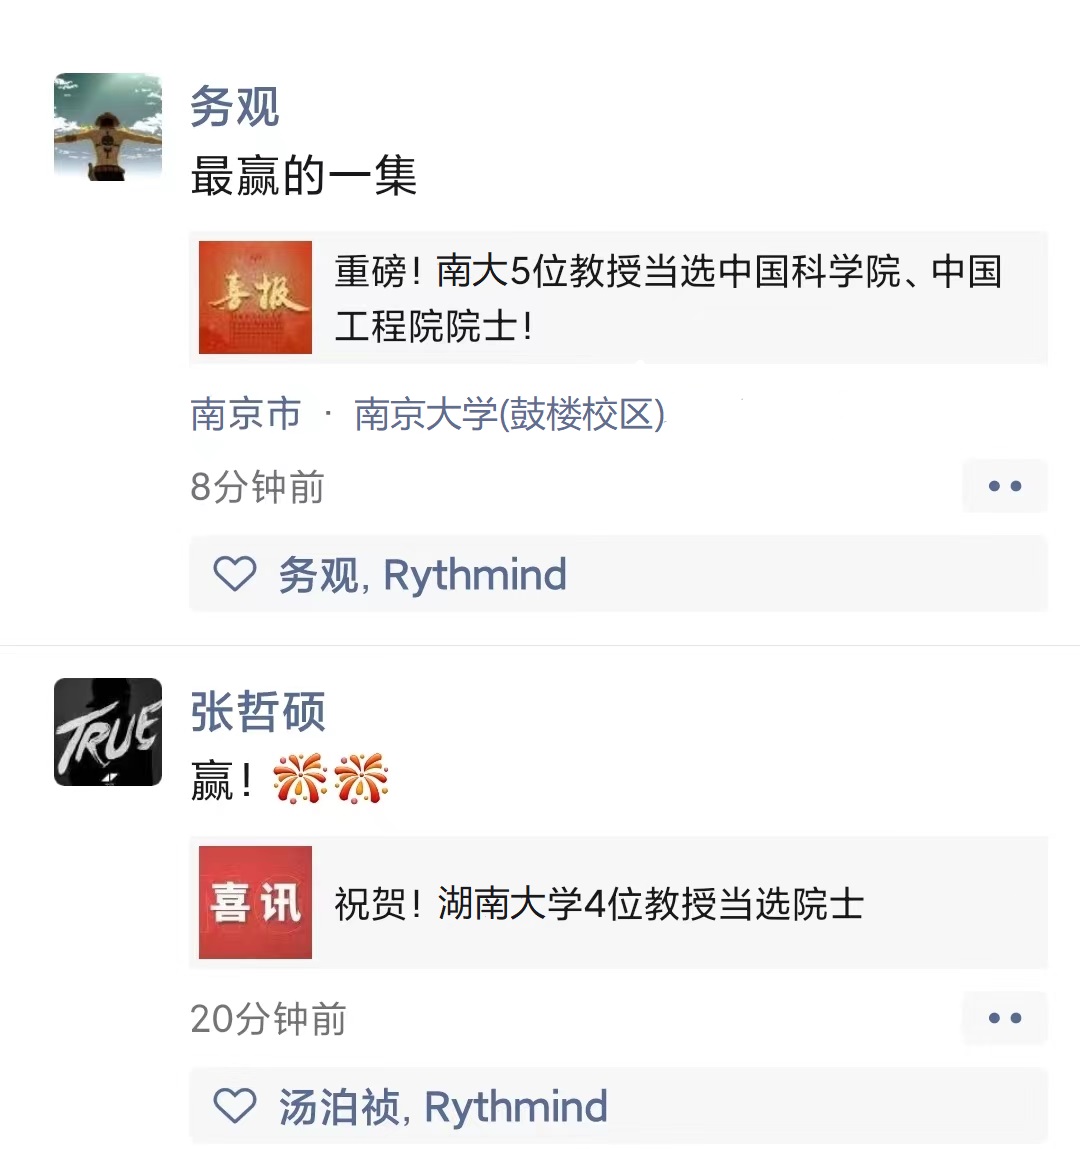 务观
最赢的一集
喜报
重磅！南大5位教授当选中国科学院、中国
工程院院士！
南京市 · 南京大学(鼓楼校区)
8分钟前
务观, Rythmind
张哲硕
TRUE
赢！
喜讯
祝贺！湖南大学4位教授当选院士
20分钟前
汤泊祯, Rythmind